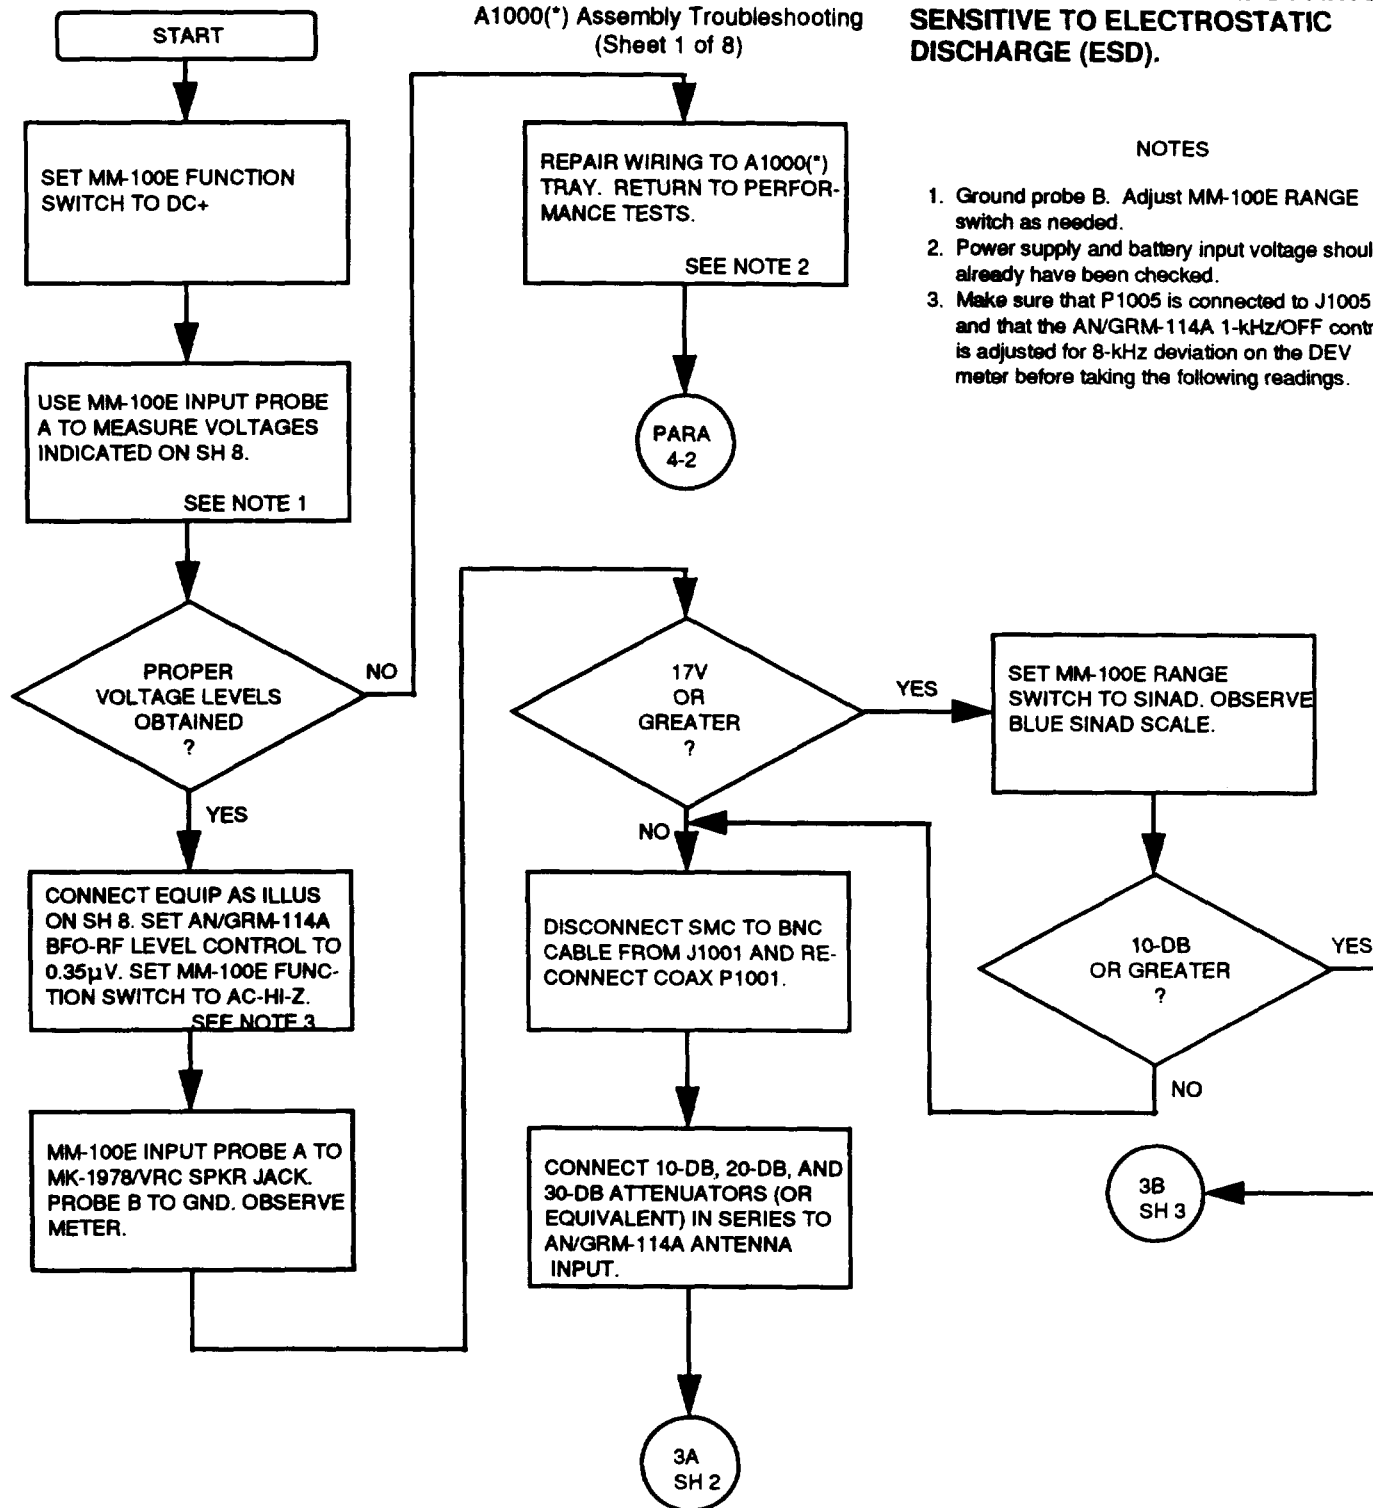 A1000(*) Assembly Troubleshooting
(Sheet 1 of 8)
SENSITIVE TO ELECTROSTATIC
DISCHARGE (ESD).
NOTES
1. Ground probe B. Adjust MM-100E RANGE
switch as needed.
2. Power supply and battery input voltage shoul
already have been checked.
3. Make sure that P1005 is connected to J1005
and that the AN/GRM-114A 1-kHz/OFF contr
is adjusted for 8-kHz deviation on the DEV
meter before taking the following readings.
START
SET MM-100E FUNCTION
SWITCH TO DC+
USE MM-100E INPUT PROBE
A TO MEASURE VOLTAGES
INDICATED ON SH 8.
SEE NOTE 1
PROPER
VOLTAGE LEVELS
OBTAINED
?
NO
REPAIR WIRING TO A1000(*)
TRAY. RETURN TO PERFOR-
MANCE TESTS.
SEE NOTE 2
PARA
4-2
YES
CONNECT EQUIP AS ILLUS
ON SH 8. SET AN/GRM-114A
BFO-RF LEVEL CONTROL TO
0.35µV. SET MM-100E FUNC-
TION SWITCH TO AC-HI-Z.
SEE NOTE 3
MM-100E INPUT PROBE A TO
MK-1978/VRC SPKR JACK.
PROBE B TO GND. OBSERVE
METER.
17V
OR
GREATER
?
YES
SET MM-100E RANGE
SWITCH TO SINAD. OBSERVE
BLUE SINAD SCALE.
10-DB
OR GREATER
?
YES
NO
3B
SH 3
NO
DISCONNECT SMC TO BNC
CABLE FROM J1001 AND RE-
CONNECT COAX P1001.
CONNECT 10-DB, 20-DB, AND
30-DB ATTENUATORS (OR
EQUIVALENT) IN SERIES TO
AN/GRM-114A ANTENNA
INPUT.
3A
SH 2